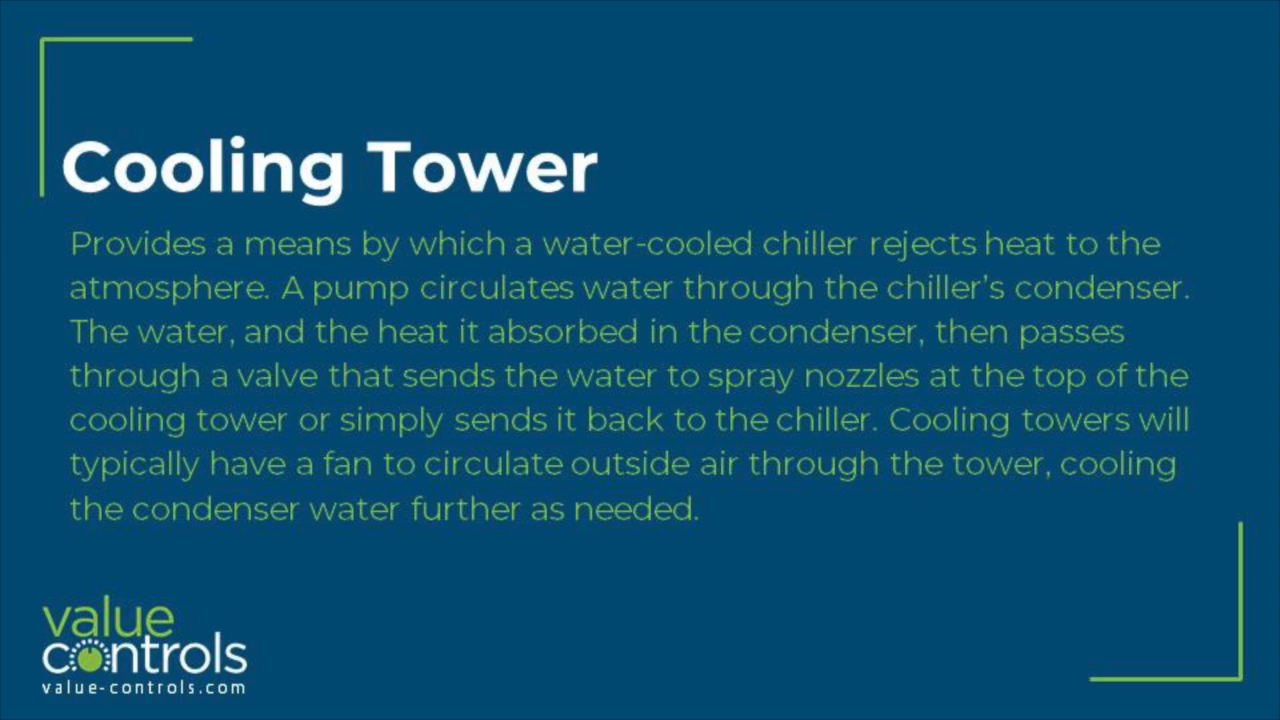 Cooling Tower
Provides a means by which a water-cooled chiller rejects heat to the
atmosphere. A pump circulates water through the chiller’s condenser.
The water, and the heat it absorbed in the condenser, then passes
through a valve that sends the water to spray nozzles at the top of the
cooling tower or simply sends it back to the chiller. Cooling towers will
typically have a fan to circulate outside air through the tower, cooling
the condenser water further as needed.
value
controls
value-controls.com